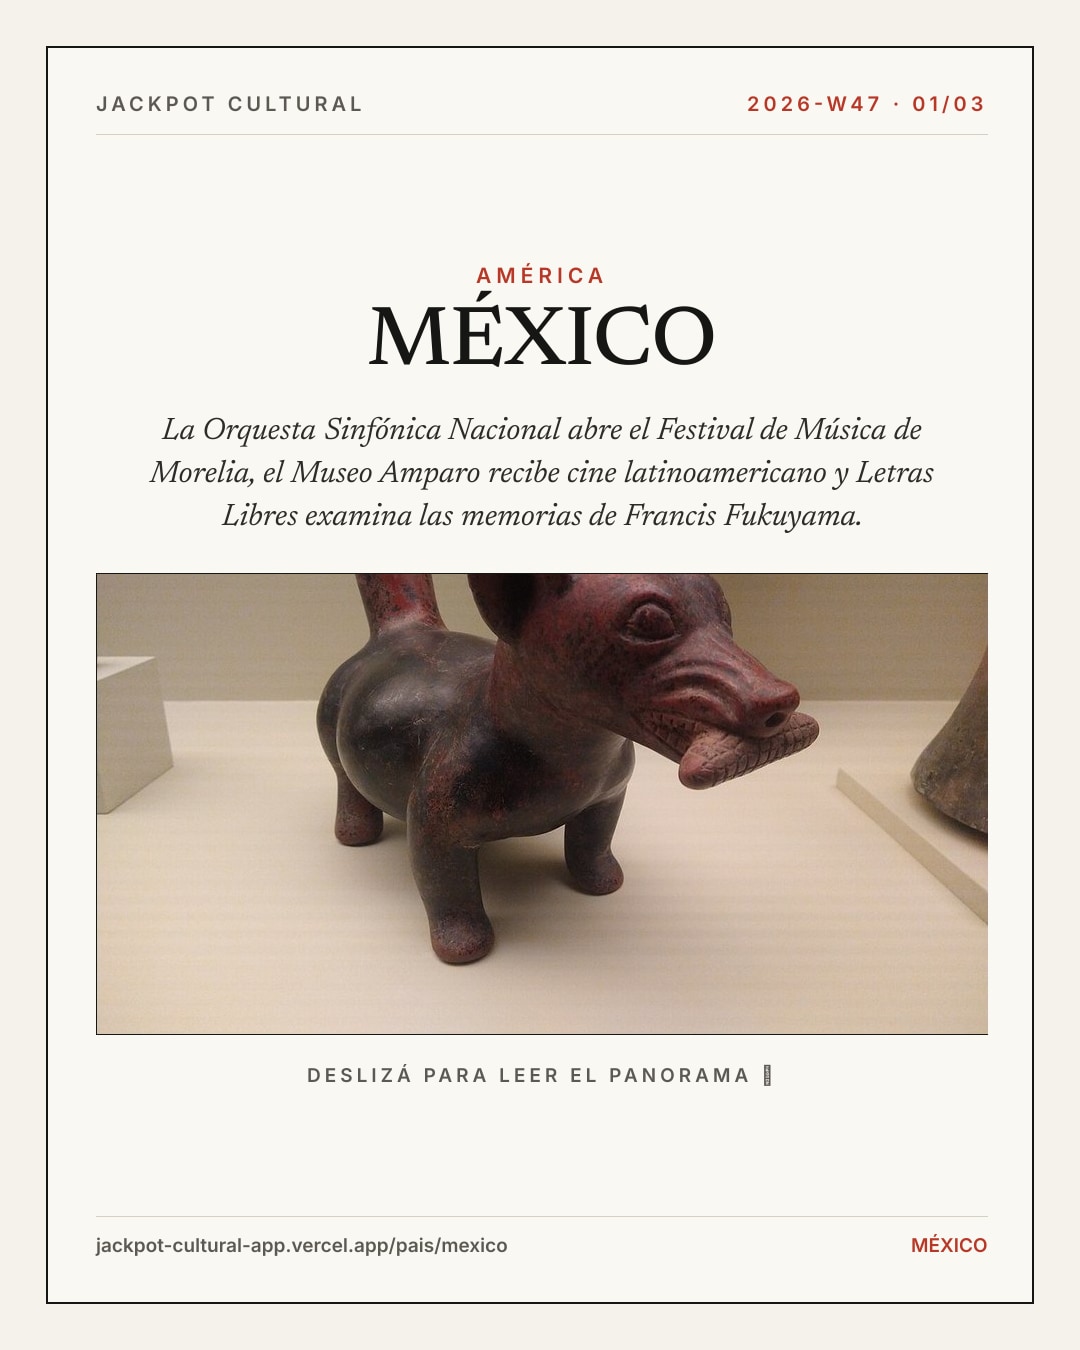 JACKPOT CULTURAL
2026-W47 · 01/03
AMÉRICA
MÉXICO
La Orquesta Sinfónica Nacional abre el Festival de Música de
Morelia, el Museo Amparo recibe cine latinoamericano y Letras
Libres examina las memorias de Francis Fukuyama.
DESLIZÁ PARA LEER EL PANORAMA
jackpot-cultural-app.vercel.app/pais/mexico
MÉXICO